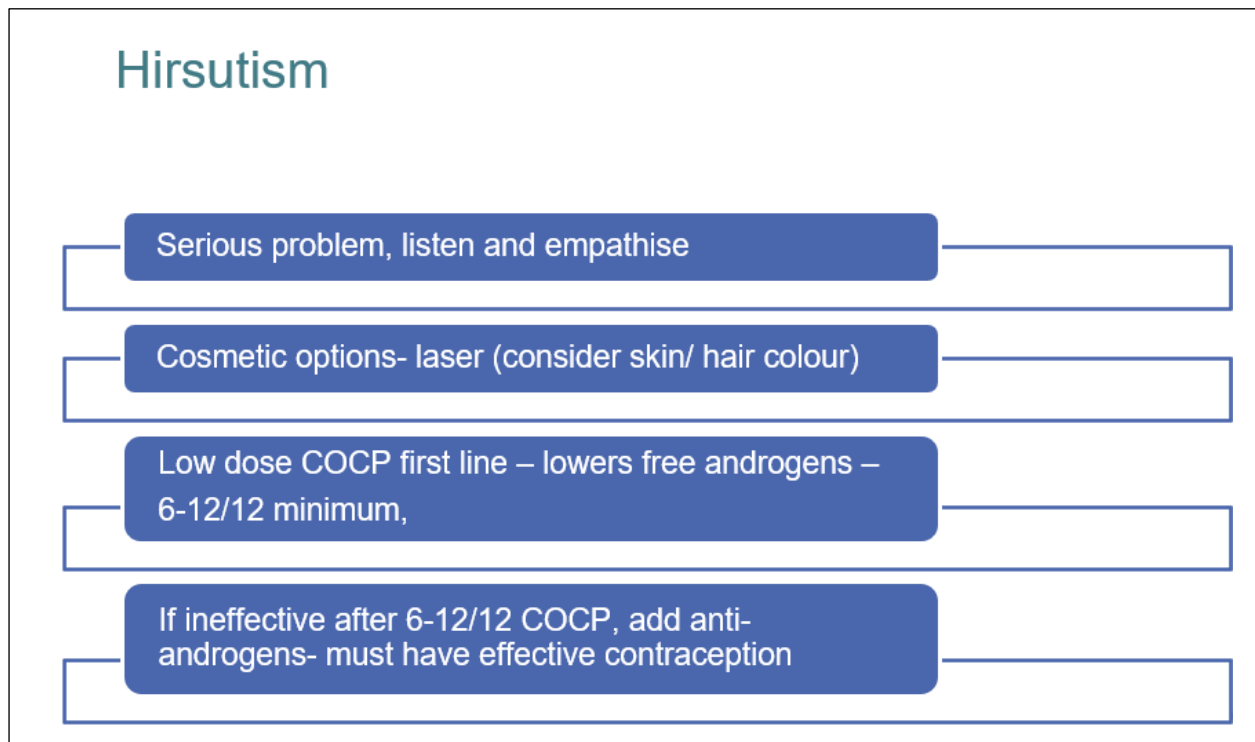 Hirsutism
Serious problem, listen and empathise
Cosmetic options- laser (consider skin/ hair colour)
Low dose COCP first line – lowers free androgens –
6-12/12 minimum,
If ineffective after 6-12/12 COCP, add anti-
androgens- must have effective contraception